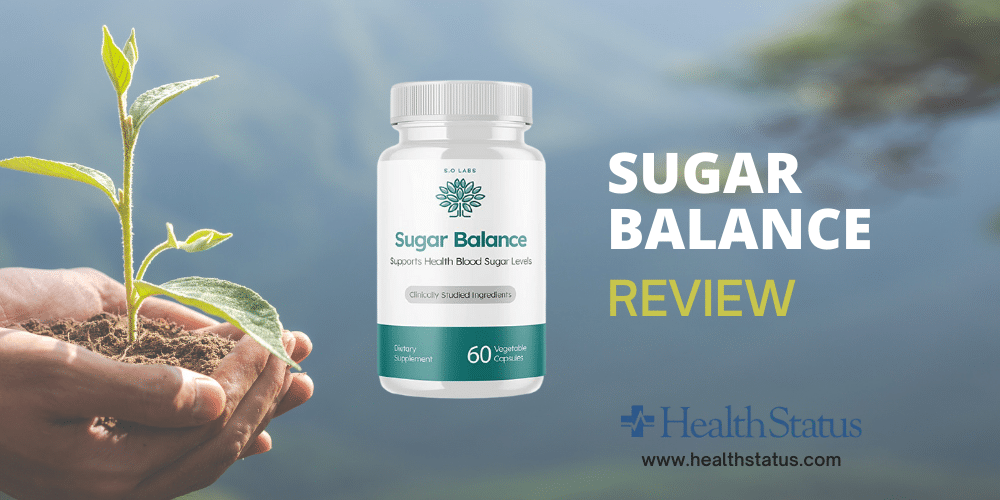 S.O LABS
Sugar Balance
Supports Health Blood Sugar Levels
Clinically Studied Ingredients
Dietary
Supplement
60 Vegetable
Capsules
SUGAR
BALANCE
REVIEW
HealthStatus
www.healthstatus.com